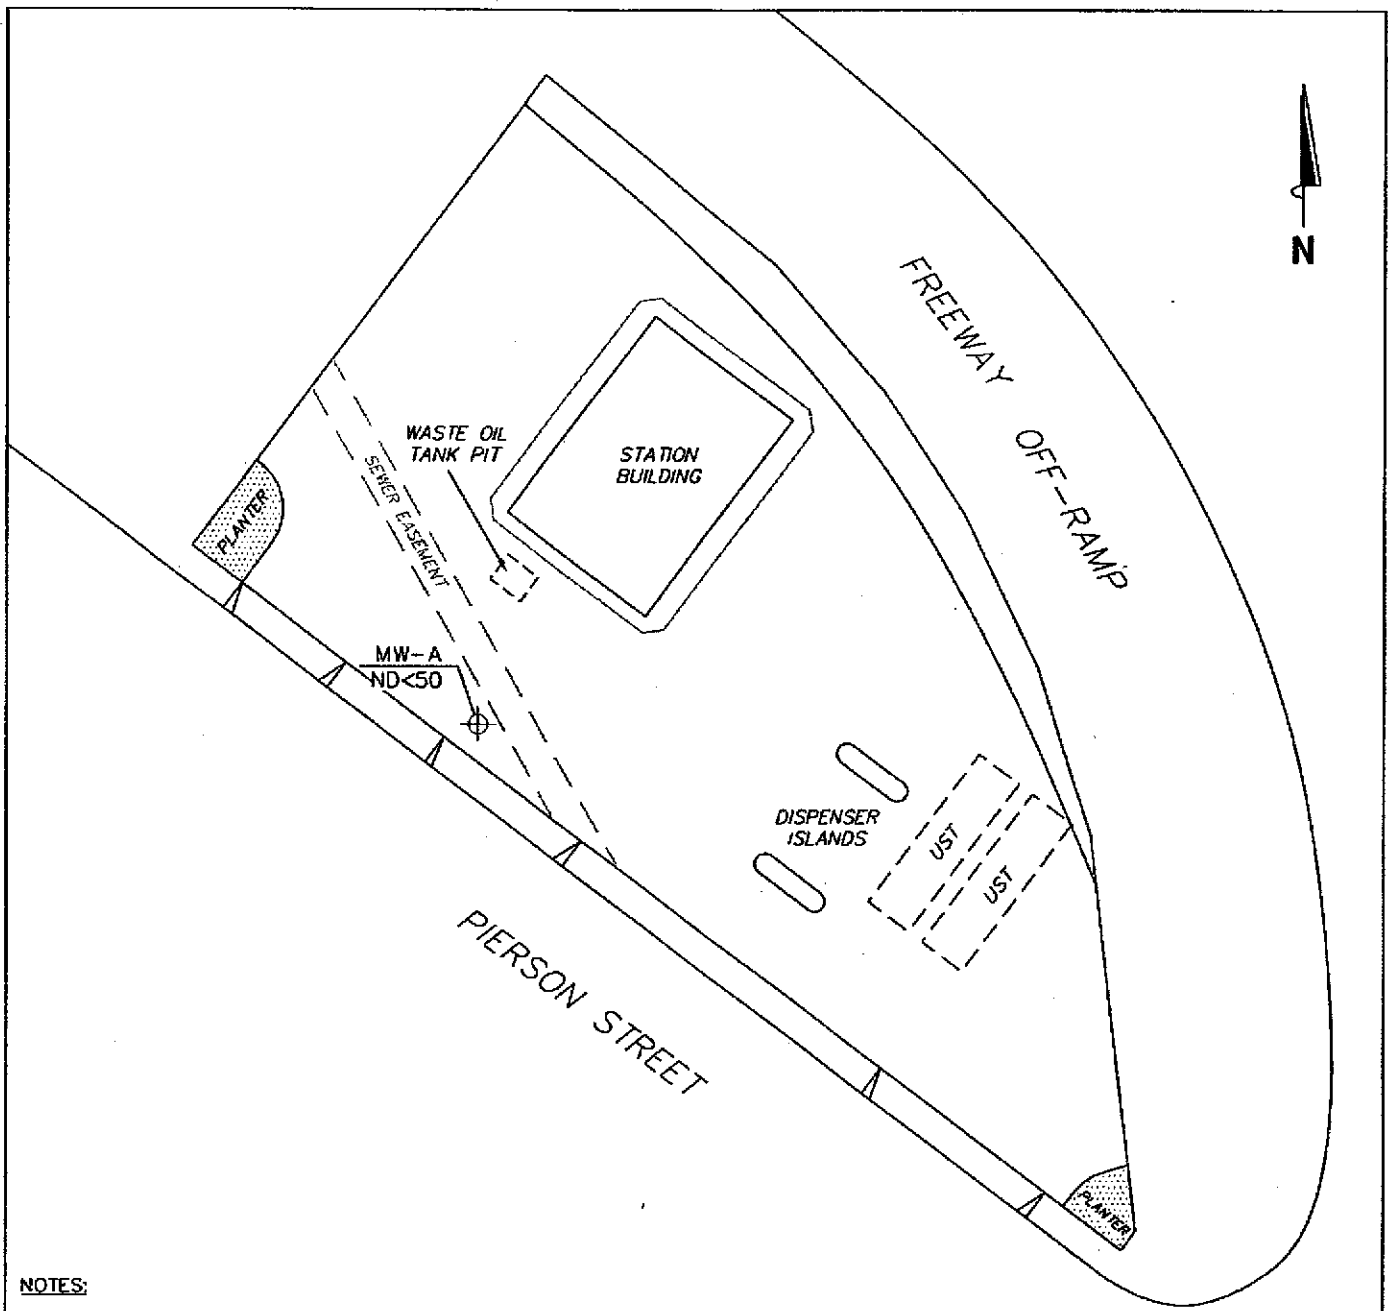 N
FREEWAY OFF-RAMP
WASTE OIL
TANK PIT
STATION
BUILDING
SEWER EASEMENT
PLANTER
MW-A
ND<50
DISPENSER
ISLANDS
UST
UST
PIERSON STREET
PLANTER
NOTES: